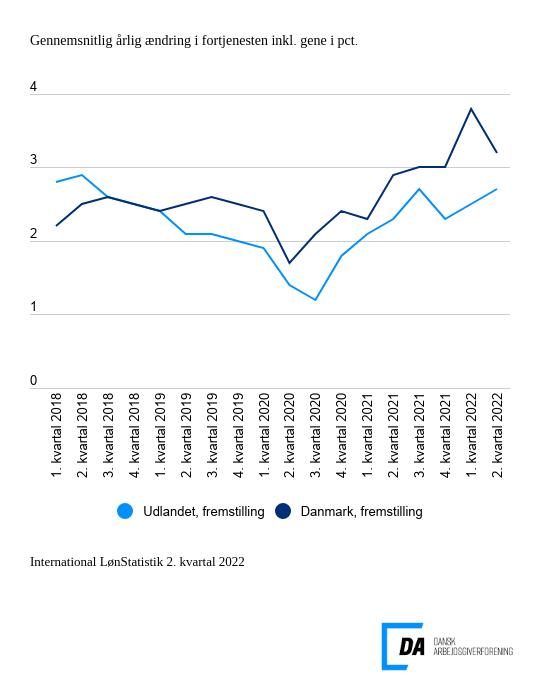 Gennemsnitlig årlig ændring i fortjenesten inkl. gene i pct.
4
3
2
1
0
1. kvartal 2018
2. kvartal 2018
3. kvartal 2018
4. kvartal 2018
1. kvartal 2019
2. kvartal 2019
3. kvartal 2019
4. kvartal 2019
1. kvartal 2020
2. kvartal 2020
3. kvartal 2020
4. kvartal 2020
1. kvartal 2021
2. kvartal 2021
3. kvartal 2021
4. kvartal 2021
1. kvartal 2022
2. kvartal 2022
Udlandet, fremstilling
Danmark, fremstilling
International LønStatistik 2. kvartal 2022
DA
DANSK
ARBEJDSGIVERFORENING